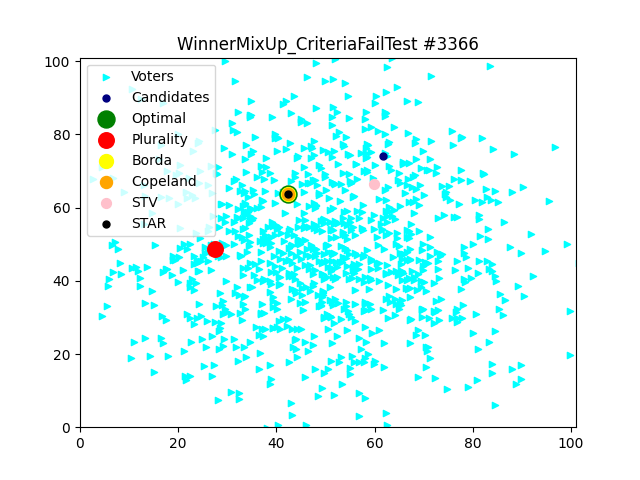 WinnerMixUp_CriteriaFailTest #3366
Voters
Candidates
Optimal
Plurality
Borda
Copeland
STV
STAR
100
80
60
40
20
0
0 20 40 60 80 100